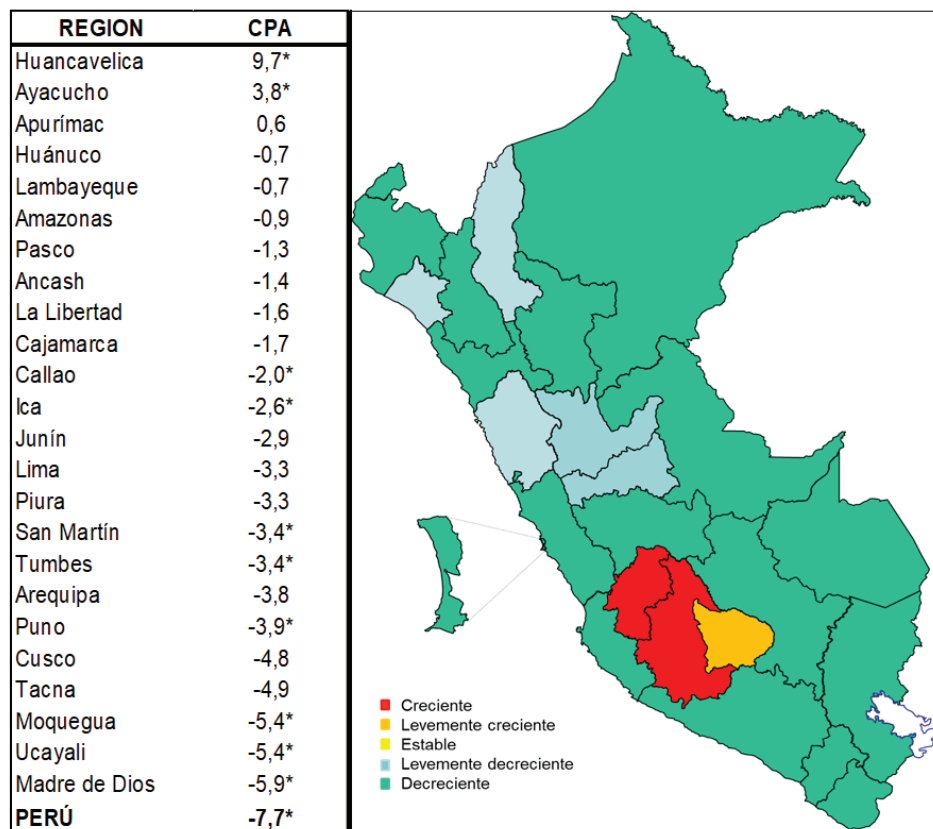 REGION CPA
Huancavelica 9,7*
Ayacucho 3,8*
Apurímac 0,6
Huánuco -0,7
Lambayeque -0,7
Amazonas -0,9
Pasco -1,3
Ancash -1,4
La Libertad -1,6
Cajamarca -1,7
Callao -2,0*
Ica -2,6*
Junín -2,9
Lima -3,3
Piura -3,3
San Martín -3,4*
Tumbes -3,4*
Arequipa -3,8
Puno -3,9*
Cusco -4,8
Tacna -4,9
Moquegua -5,4*
Ucayali -5,4*
Madre de Dios -5,9*
PERÚ -7,7*
Creciente
Levemente creciente
Estable
Levemente decreciente
Decreciente